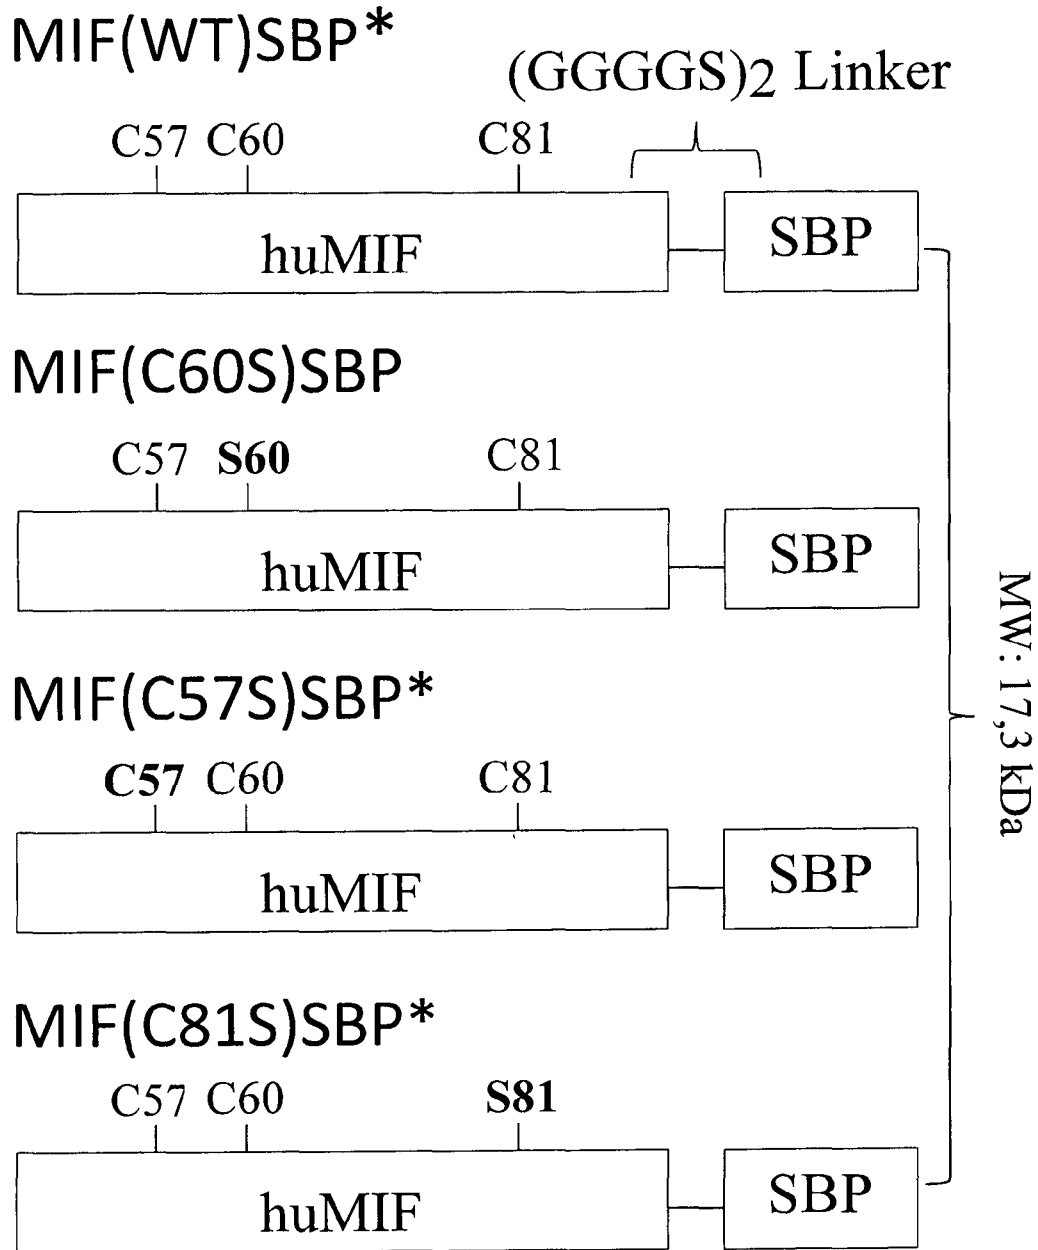 MIF(WT)SBP*
(GGGGS)2 Linker
C57 C60 C81
huMIF SBP
MIF(C60S)SBP
C57 S60 C81
huMIF SBP
MIF(C57S)SBP*
C57 C60 C81
huMIF SBP
MIF(C81S)SBP*
C57 C60 S81
huMIF SBP
MW: 17,3 kDa